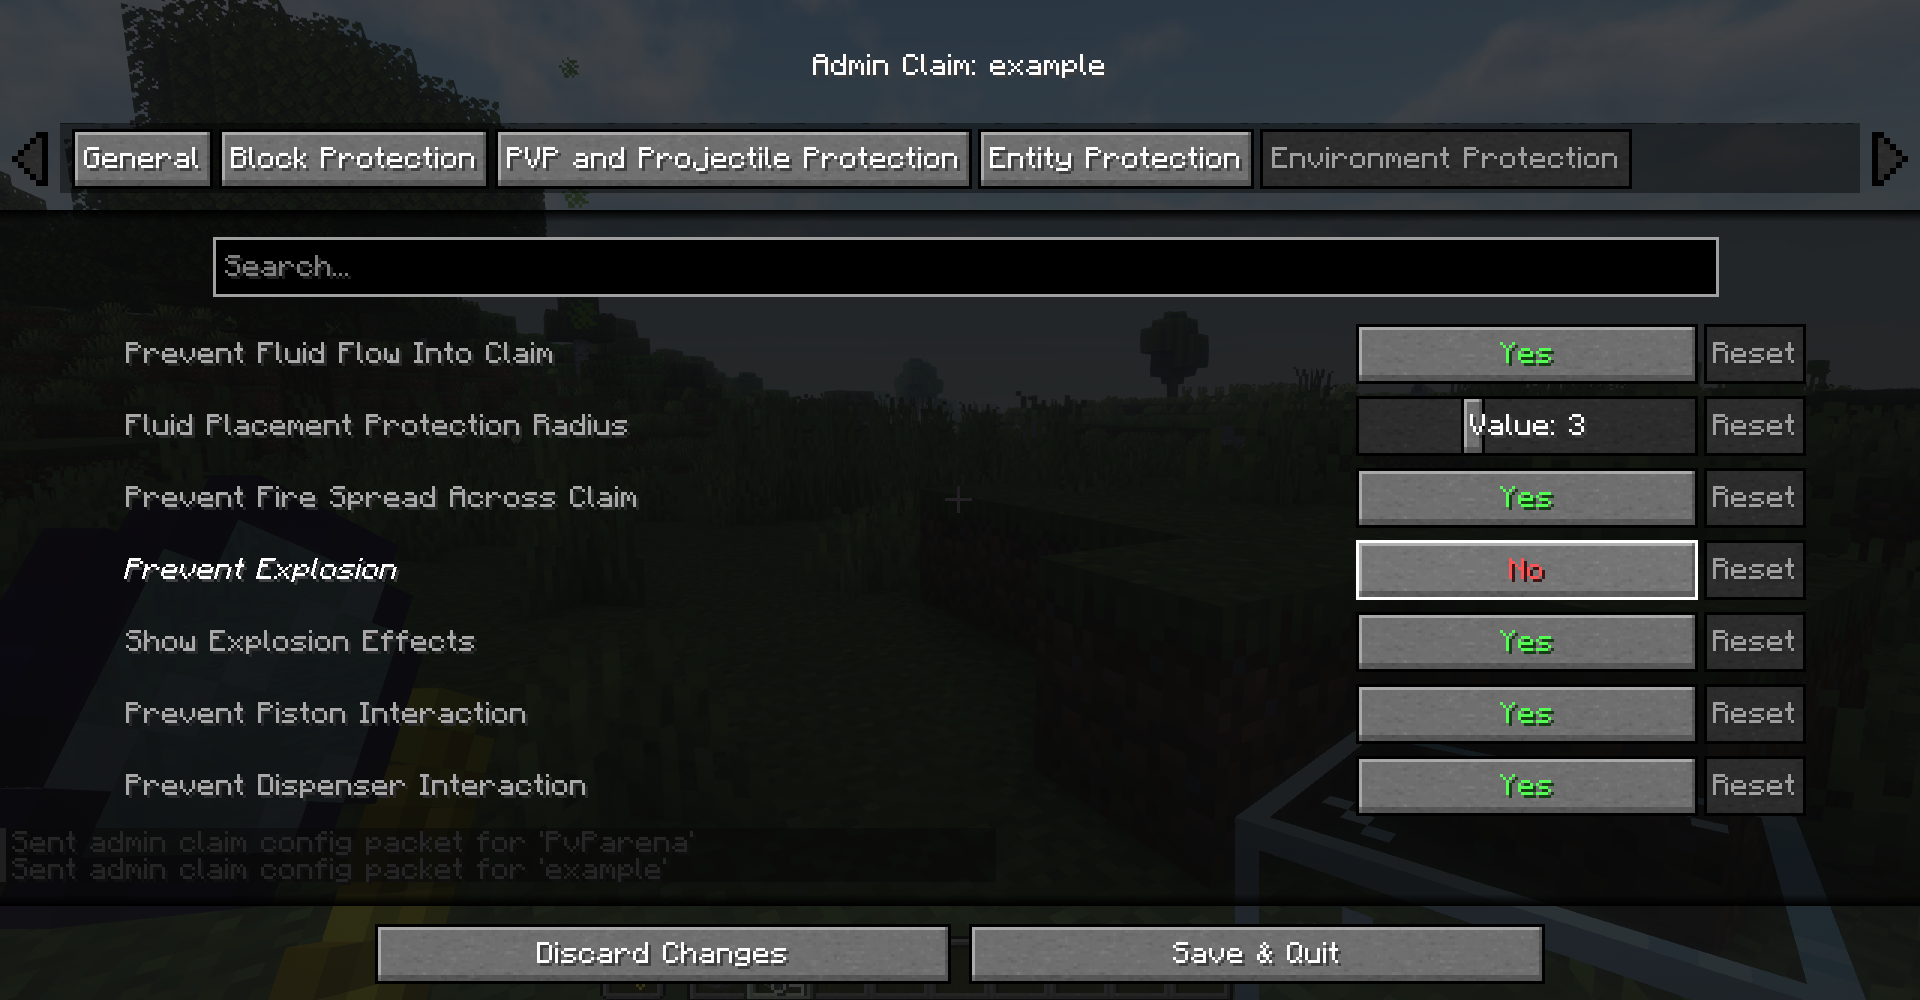 Admin Claim: example
General Block Protection PVP and Projectile Protection Entity Protection Environment Protection
Search...
Prevent Fluid Flow Into Claim Yes Reset
Fluid Placement Protection Radius Value: 3 Reset
Prevent Fire Spread Across Claim Yes Reset
Prevent Explosion No Reset
Show Explosion Effects Yes Reset
Prevent Piston Interaction Yes Reset
Prevent Dispenser Interaction Yes Reset
Sent admin claim config packet for 'PvParena'
Sent admin claim config packet for 'example'
Discard Changes Save & Quit